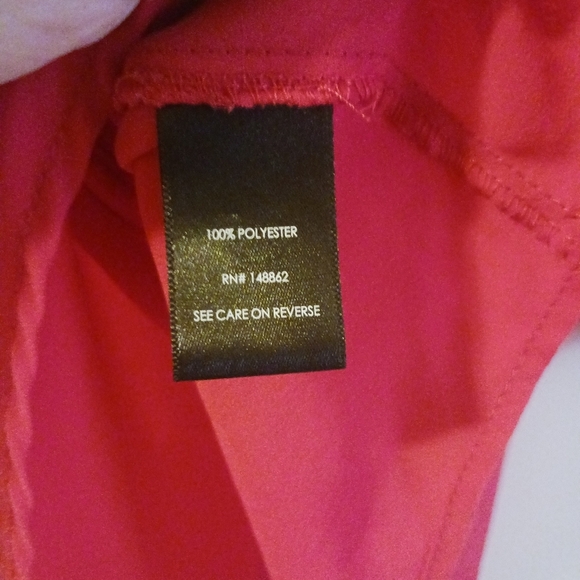 100% POLYESTER
RN# 148862
SEE CARE ON REVERSE